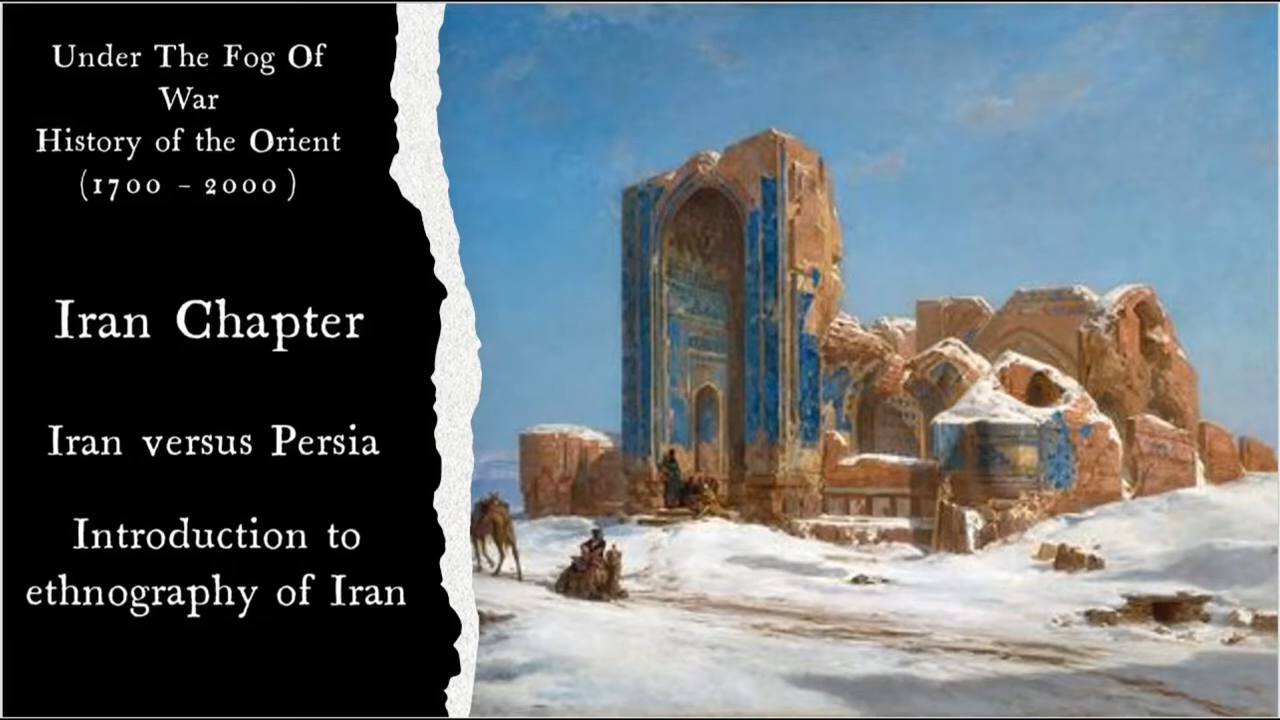 Under The Fog Of
War
History of the Orient
(1700 - 2000)
Iran Chapter
Iran versus Persia
Introduction to
ethnography of Iran